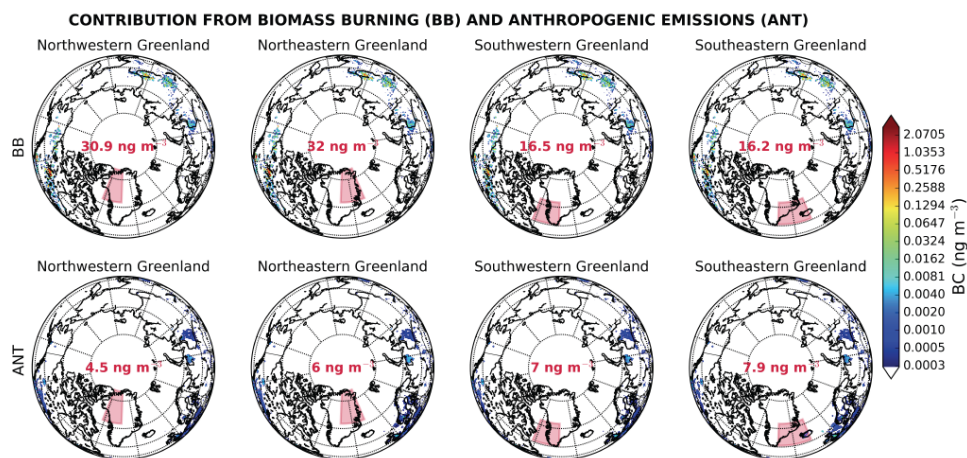 CONTRIBUTION FROM BIOMASS BURNING (BB) AND ANTHROPOGENIC EMISSIONS (ANT)
Northwestern Greenland
Northeastern Greenland
Southwestern Greenland
Southeastern Greenland
BB
30.9 ng m⁻³
32 ng m⁻³
16.5 ng m⁻³
16.2 ng m⁻³
Northwestern Greenland
Northeastern Greenland
Southwestern Greenland
Southeastern Greenland
ANT
4.5 ng m⁻³
6 ng m⁻³
7 ng m⁻³
7.9 ng m⁻³
2.0705
1.0353
0.5176
0.2588
0.1294
0.0647
0.0324
0.0162
0.0081
0.0040
0.0020
0.0010
0.0005
0.0003
BC (ng m⁻³)